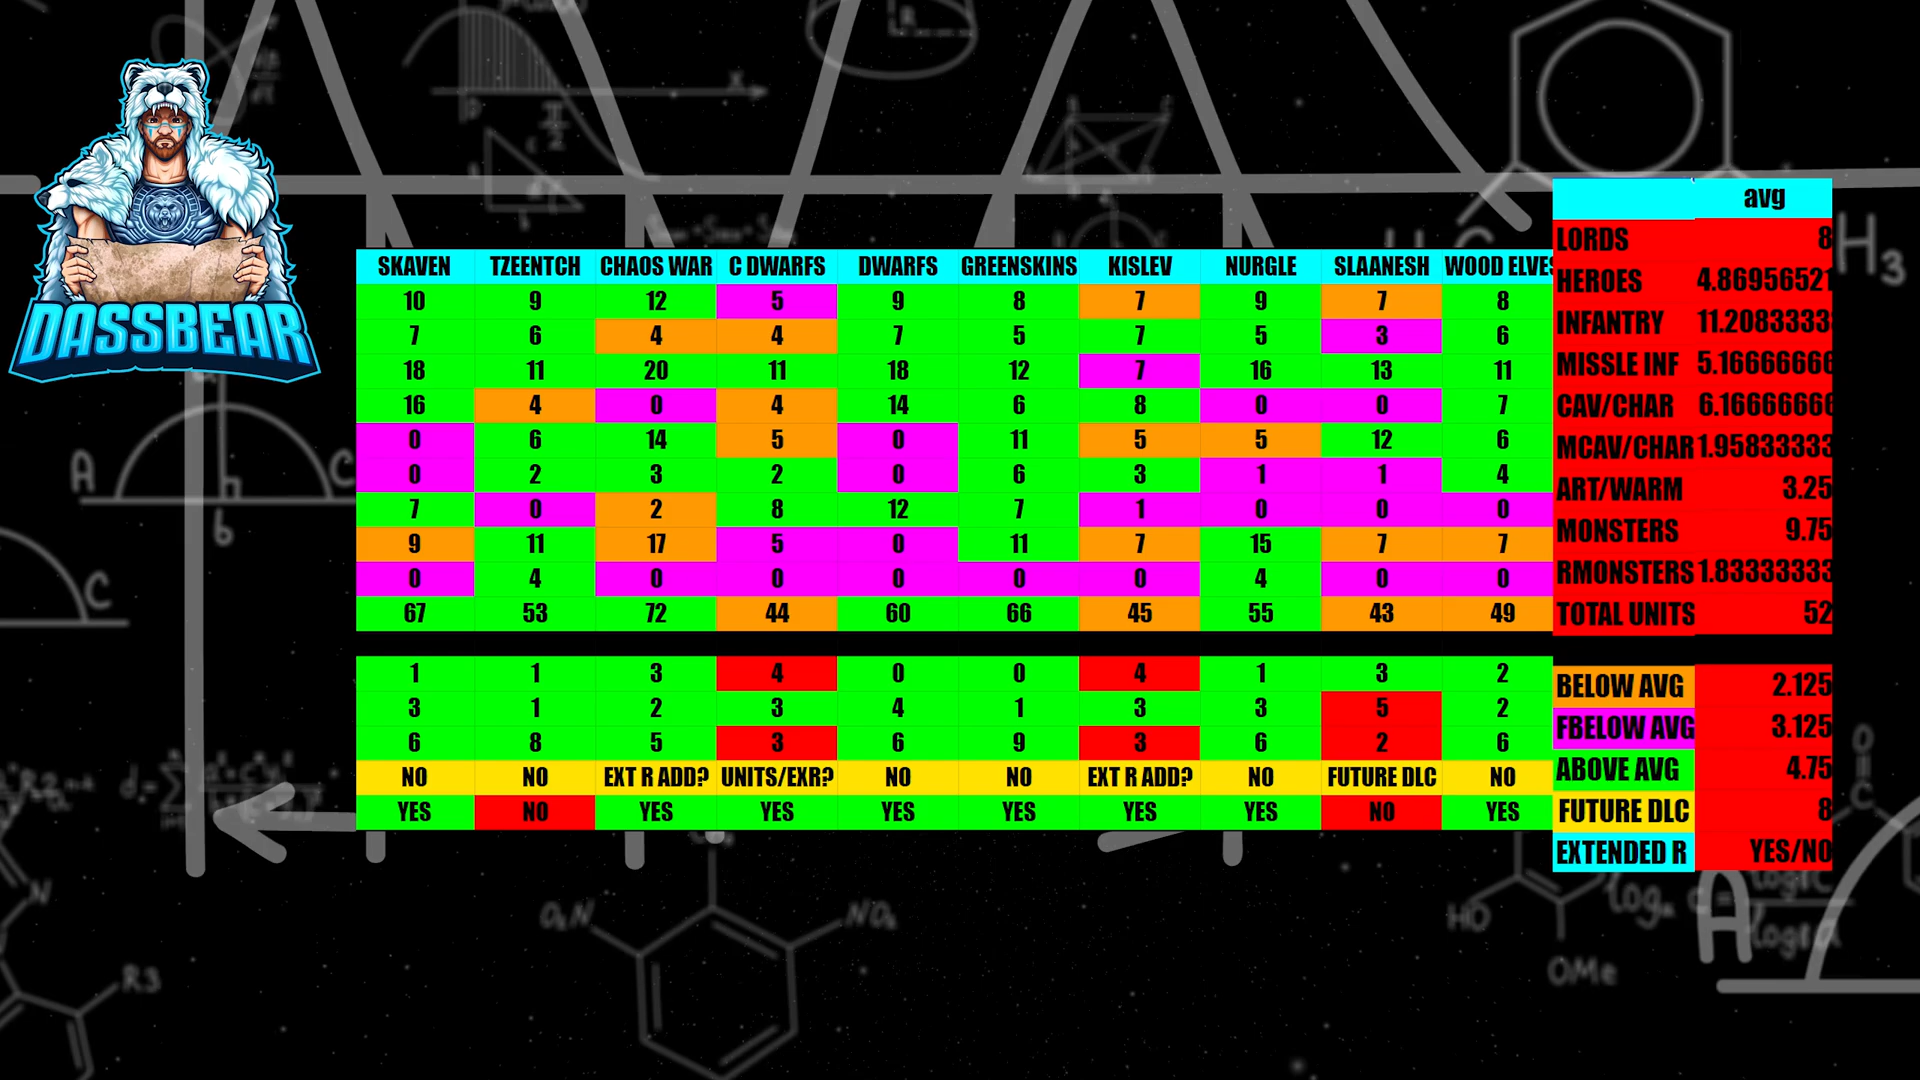 DASSBEAR
avg
SKAVEN TZEENTCH CHAOS WAR C DWARFS DWARFS GREENSKINS KISLEV NURGLE SLAANESH WOOD ELVES
10 9 12 5 9 8 7 9 7 8 LORDS 8
7 6 4 4 7 5 7 5 3 6 HEROES 4.86956521
18 11 20 11 18 12 7 16 13 11 INFANTRY 11.20833333
16 4 0 4 14 6 8 0 0 7 MISSLE INF 5.16666666
0 6 14 5 0 11 5 5 12 6 CAV/CHAR 6.16666666
0 2 3 2 0 6 3 1 1 4 MCAV/CHAR 1.95833333
7 0 2 8 12 7 1 0 0 0 ART/WARM 3.25
9 11 17 5 0 11 7 15 7 7 MONSTERS 9.75
0 4 0 0 0 0 0 4 0 0 RMONSTERS 1.83333333
67 53 72 44 60 66 45 55 43 49 TOTAL UNITS 52
1 1 3 4 0 0 4 1 3 2 BELOW AVG 2.125
3 1 2 3 4 1 3 3 5 2 FBELOW AVG 3.125
6 8 5 3 6 9 3 6 2 6 ABOVE AVG 4.75
NO NO EXT R ADD? UNITS/EXR? NO NO EXT R ADD? NO FUTURE DLC NO FUTURE DLC 8
YES NO YES YES YES YES YES YES NO YES EXTENDED R YES/NO
H3
A C
b
C
A
N
R3
O2N NO2
HO
OMe